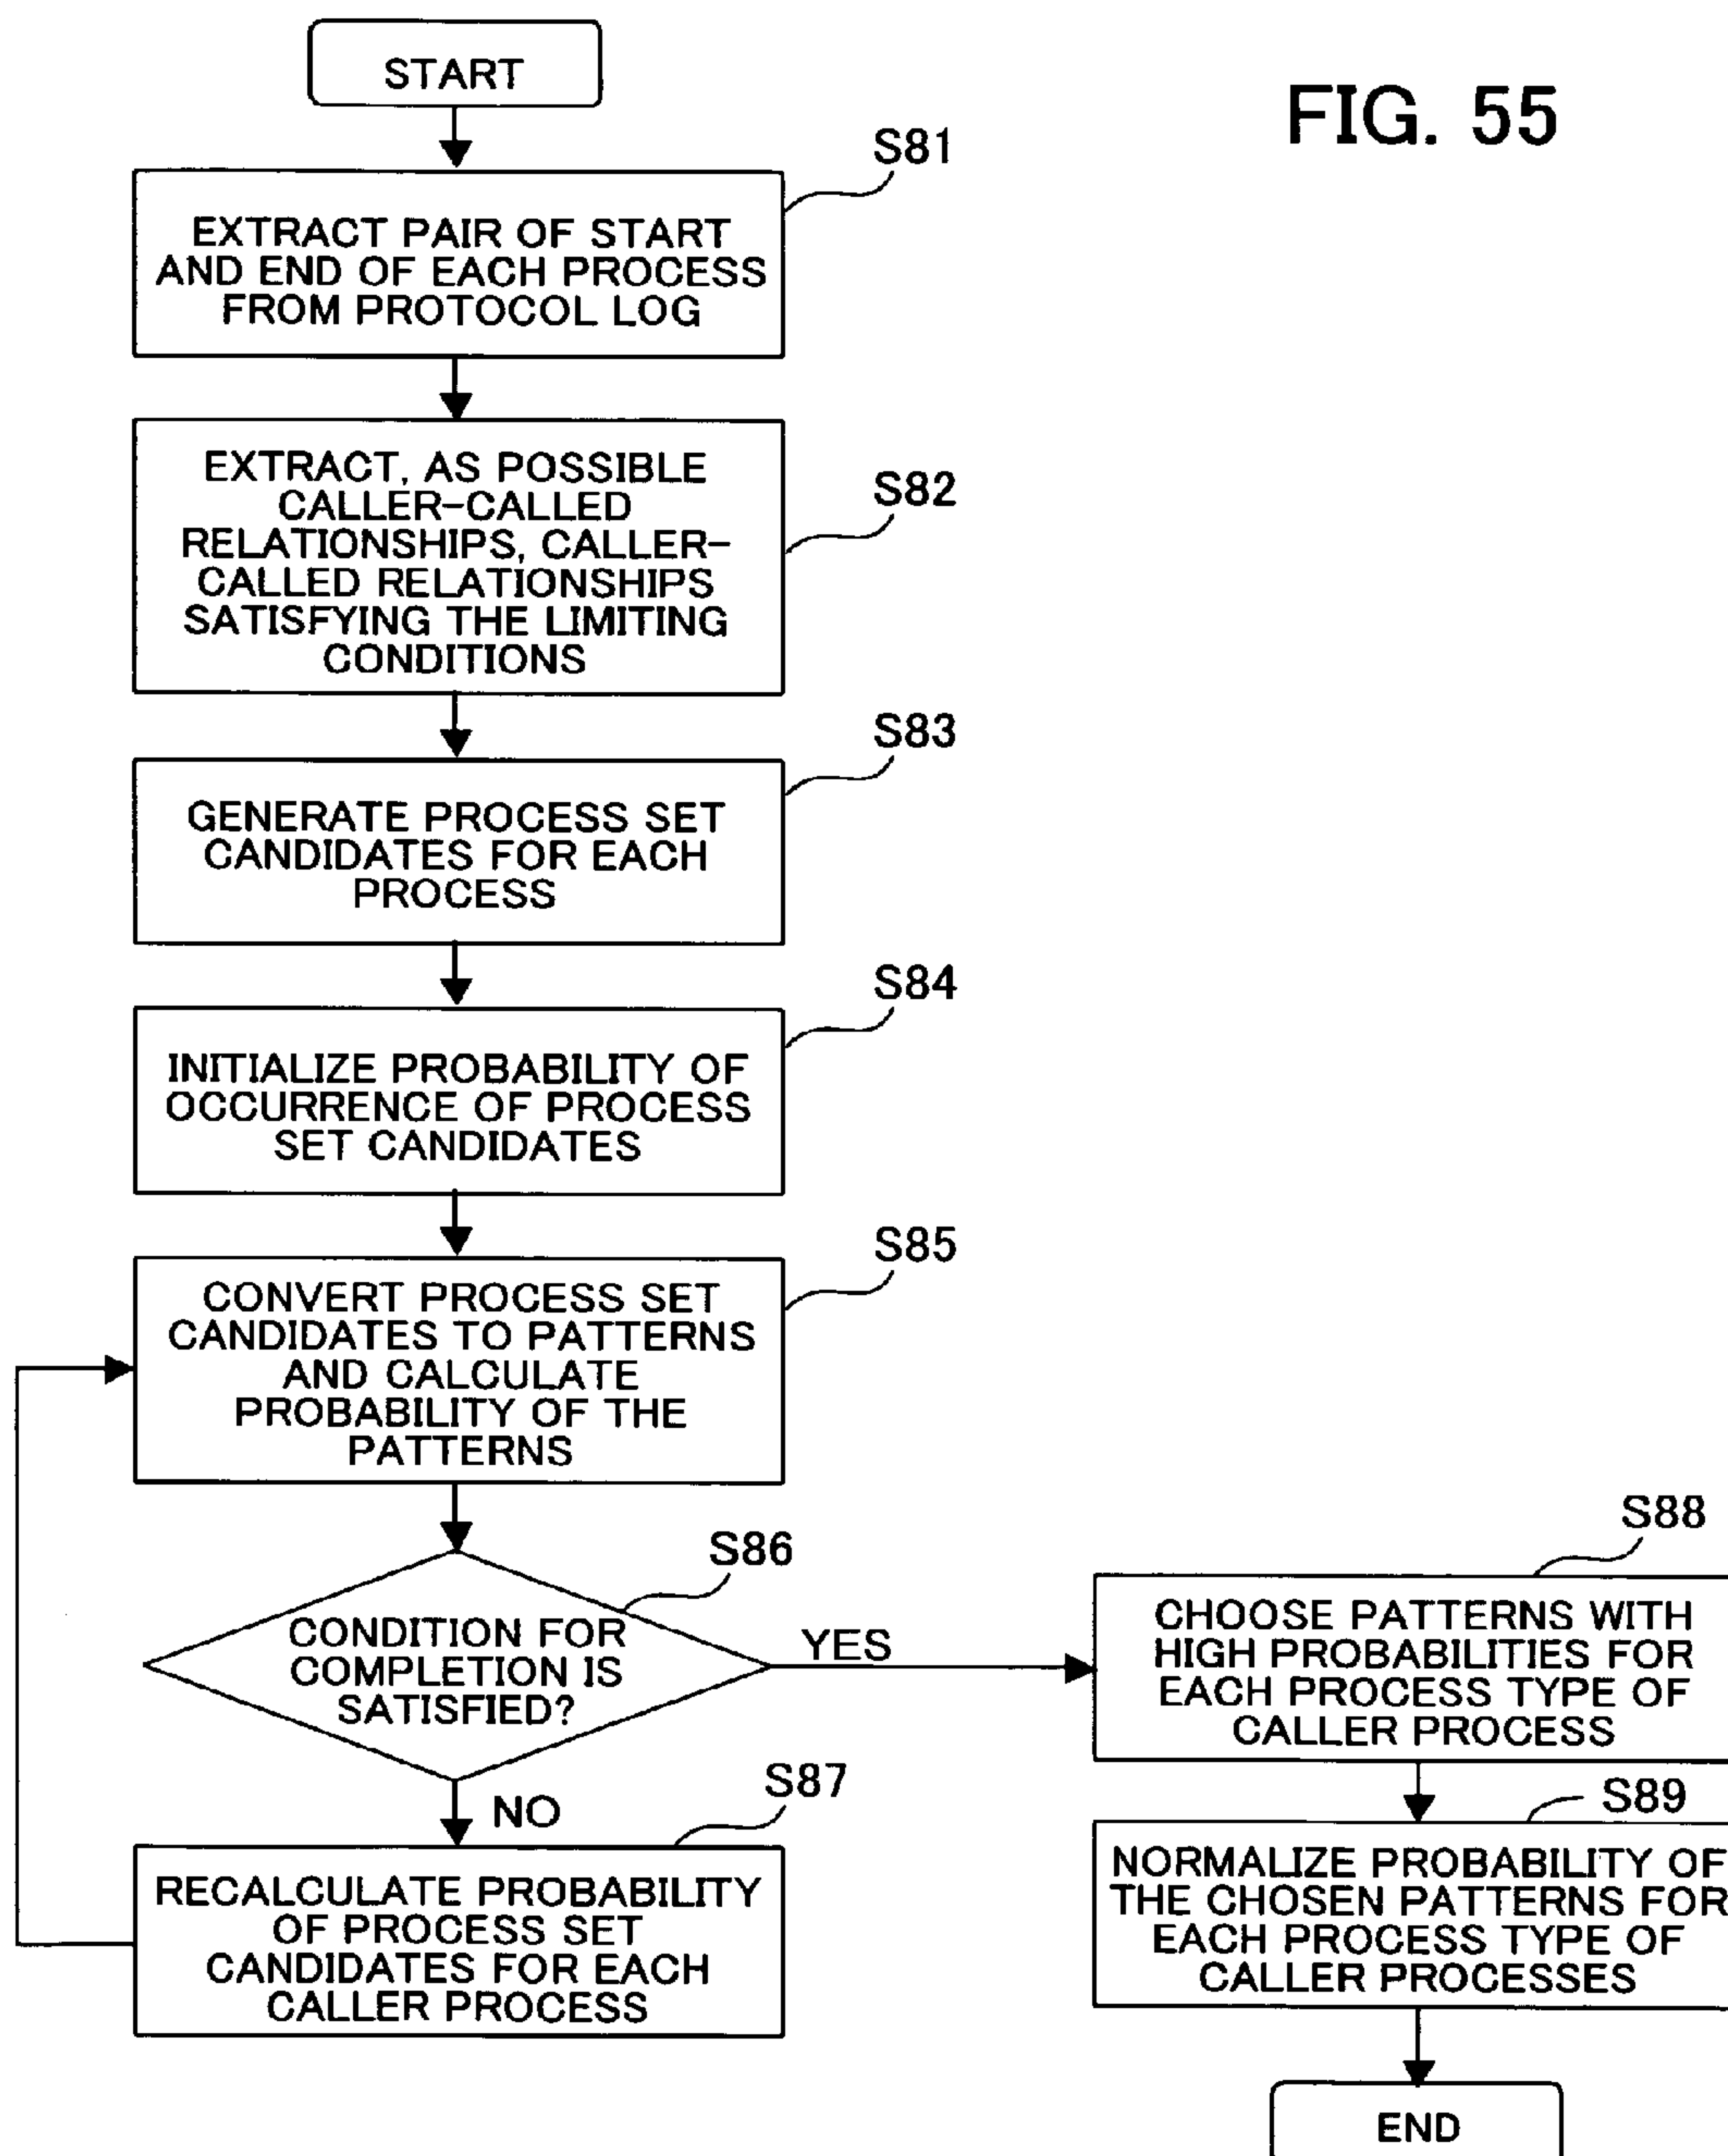 START
FIG. 55
S81
EXTRACT PAIR OF START
AND END OF EACH PROCESS
FROM PROTOCOL LOG
S82
EXTRACT, AS POSSIBLE
CALLER-CALLED
RELATIONSHIPS, CALLER-
CALLED RELATIONSHIPS
SATISFYING THE LIMITING
CONDITIONS
S83
GENERATE PROCESS SET
CANDIDATES FOR EACH
PROCESS
S84
INITIALIZE PROBABILITY OF
OCCURRENCE OF PROCESS
SET CANDIDATES
S85
CONVERT PROCESS SET
CANDIDATES TO PATTERNS
AND CALCULATE
PROBABILITY OF THE
PATTERNS
S86
CONDITION FOR
COMPLETION IS
SATISFIED?
YES
NO
S87
RECALCULATE PROBABILITY
OF PROCESS SET
CANDIDATES FOR EACH
CALLER PROCESS
S88
CHOOSE PATTERNS WITH
HIGH PROBABILITIES FOR
EACH PROCESS TYPE OF
CALLER PROCESS
S89
NORMALIZE PROBABILITY OF
THE CHOSEN PATTERNS FOR
EACH PROCESS TYPE OF
CALLER PROCESSES
END